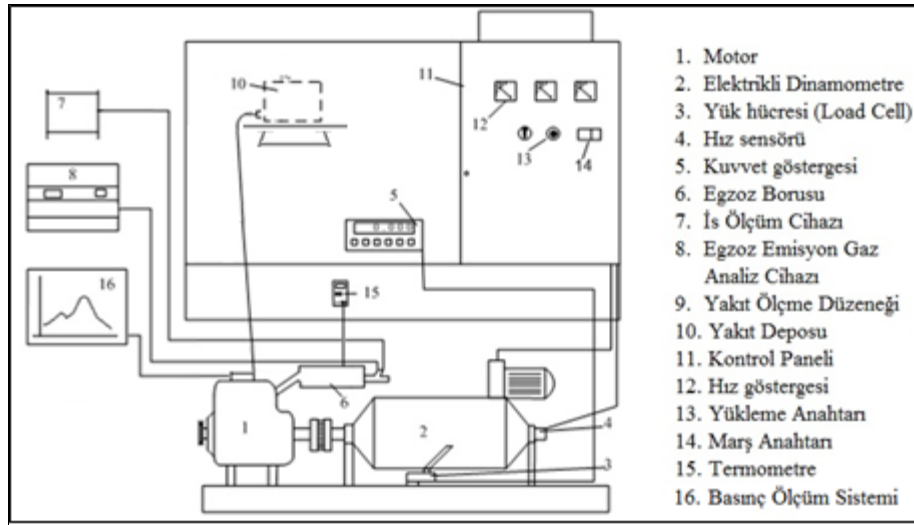 10
11
7
12
13
14
8
5
0.000
16
15
6
1
2
4
3
1. Motor
2. Elektrikli Dinamometre
3. Yük hücresi (Load Cell)
4. Hız sensörü
5. Kuvvet göstergesi
6. Egzoz Borusu
7. İs Ölçüm Cihazı
8. Egzoz Emisyon Gaz
Analiz Cihazı
9. Yakıt Ölçme Düzeneği
10. Yakıt Deposu
11. Kontrol Paneli
12. Hız göstergesi
13. Yükleme Anahtarı
14. Marş Anahtarı
15. Termometre
16. Basınç Ölçüm Sistemi